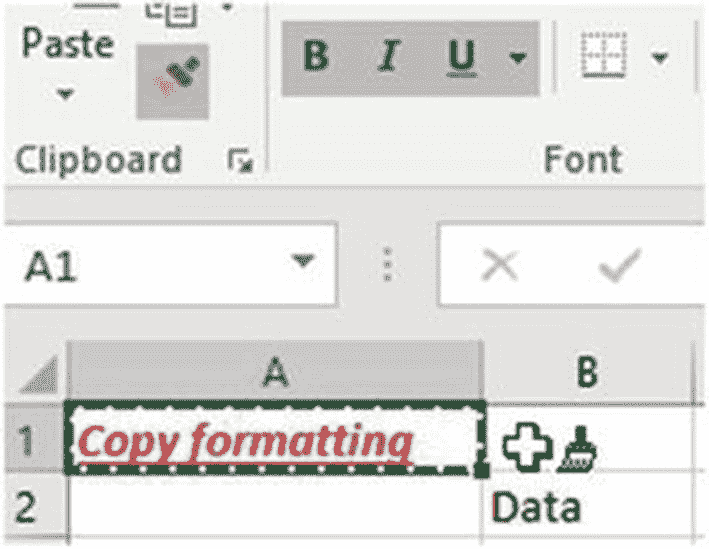 Paste
B I U
Clipboard
Font
A1
A B
1 Copy formatting
2 Data